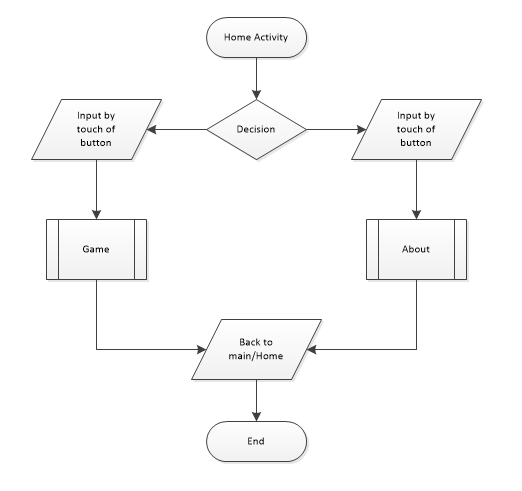 Home Activity
Input by
touch of
button
Decision
Input by
touch of
button
Game
About
Back to
main/Home
End